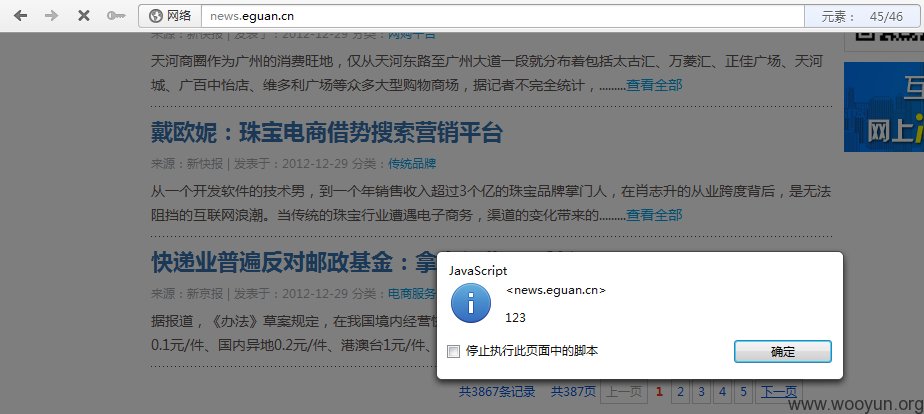 网络 news.eguan.cn 元素： 45/46
来源：新快报 | 发表于：2012-12-29 分类：网购平台
天河商圈作为广州的消费旺地，仅从天河东路至广州大道一段就分布着包括太古汇、万菱汇、正佳广场、天河
城、广百中怡店、维多利广场等众多大型购物商场，据记者不完全统计，.........查看全部
互
网上i
戴欧妮：珠宝电商借势搜索营销平台
来源：新快报 | 发表于：2012-12-29 分类：传统品牌
从一个开发软件的技术男，到一个年销售收入超过3个亿的珠宝品牌掌门人，在肖志升的从业跨度背后，是无法
阻挡的互联网浪潮。当传统的珠宝行业遭遇电子商务，渠道的变化带来的.........查看全部
快递业普遍反对邮政基金：拿
来源：新京报 | 发表于：2012-12-29 分类：电商服务
据报道，《办法》草案规定，在我国境内经营快
0.1元/件、国内异地0.2元/件、港澳台1元/件、
JavaScript
<news.eguan.cn>
123
停止执行此页面中的脚本
确定
共3867条记录 共387页 上一页 1 2 3 4 5 下一页
www.wooyun.org